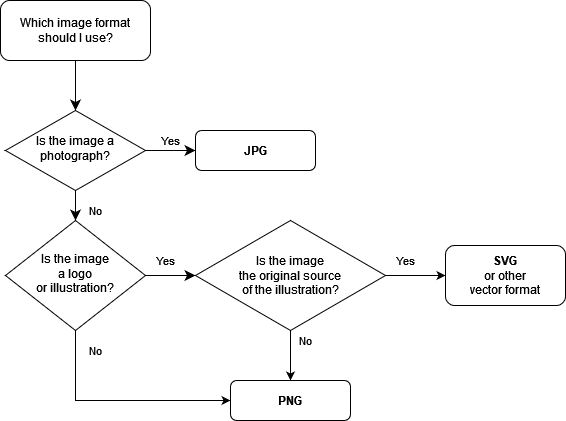 Which image format
should I use?
Is the image a
photograph?
Yes
JPG
No
Is the image
a logo
or illustration?
Yes
Is the image
the original source
of the illustration?
Yes
SVG
or other
vector format
No
No
PNG